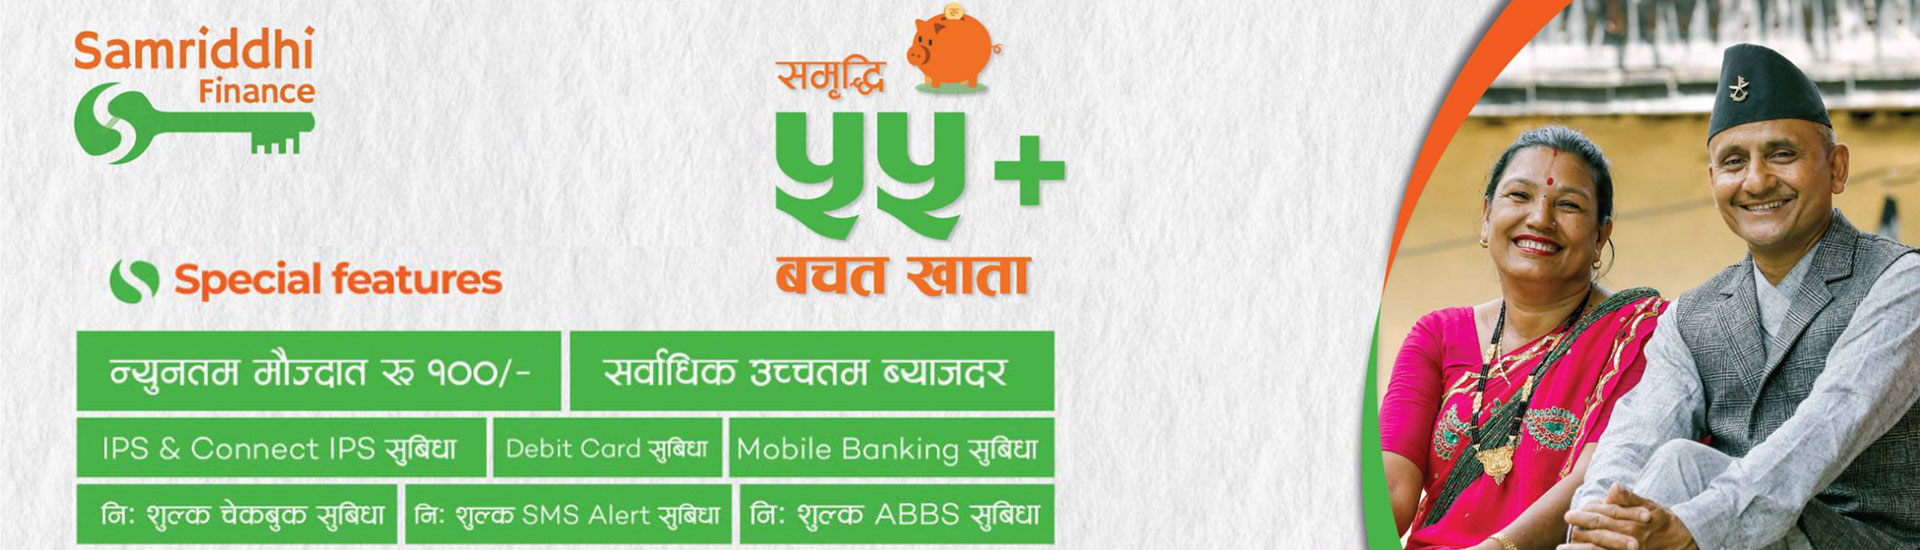 Samriddhi
Finance
समृद्धि
५५+
बचत खाता
Special features
न्युनतम मौज्दात रु १००/-
सर्वाधिक उच्चतम ब्याजदर
IPS & Connect IPS सुबिधा
Debit Card सुबिधा
Mobile Banking सुबिधा
नि: शुल्क चेकबुक सुबिधा
नि: शुल्क SMS Alert सुबिधा
नि: शुल्क ABBS सुबिधा